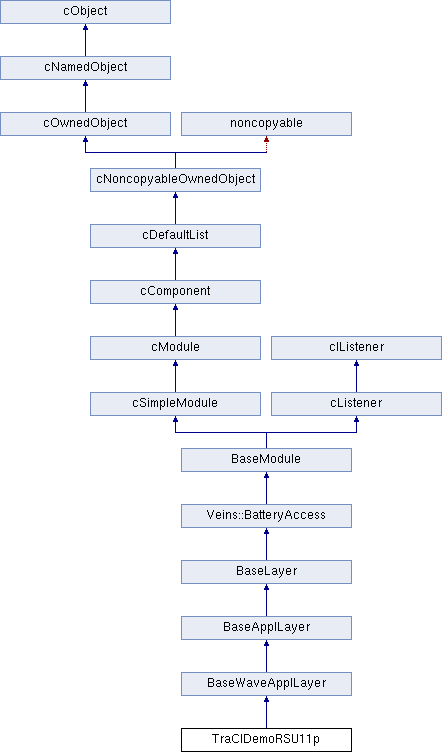 cObject
cNamedObject
cOwnedObject noncopyable
cNoncopyableOwnedObject
cDefaultList
cComponent
cModule cIListener
cSimpleModule cListener
BaseModule
Veins::BatteryAccess
BaseLayer
BaseApplLayer
BaseWaveApplLayer
TraCIDemoRSU11p